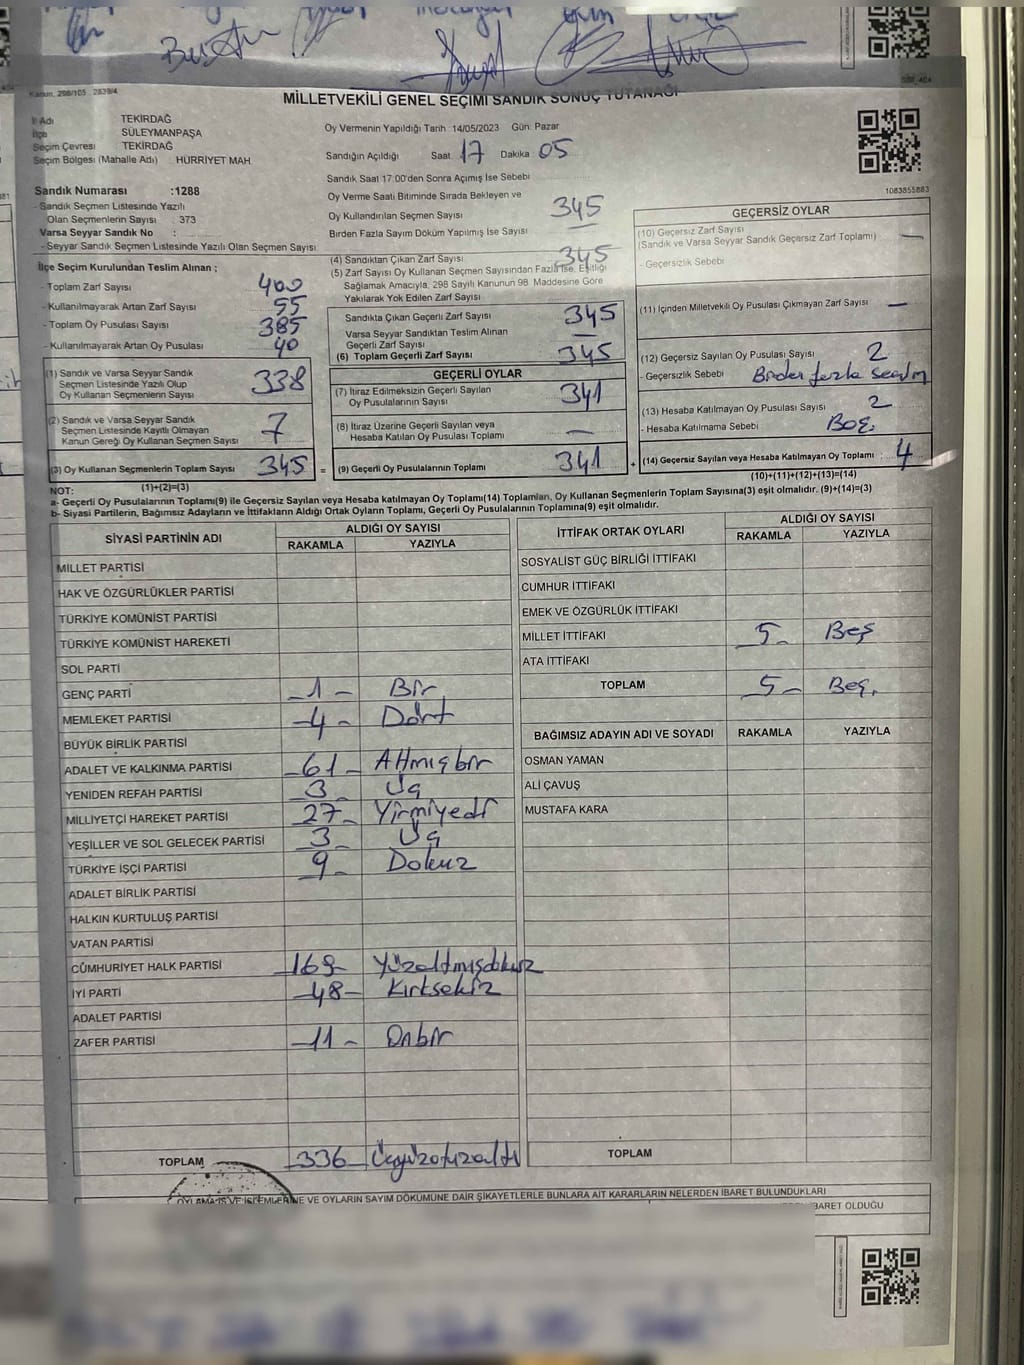 Kanun. 298/105 . 2839/4
MİLLETVEKİLİ GENEL SEÇİMİ SANDIK SONUÇ TUTANAĞI
İl Adı TEKİRDAĞ
İlçe SÜLEYMANPAŞA
Seçim Çevresi TEKİRDAĞ
Seçim Bölgesi (Mahalle Adı) : HÜRRİYET MAH
Oy Vermenin Yapıldığı Tarih : 14/05/2023 Gün: Pazar
Sandığın Açıldığı Saat 17 Dakika 05
Sandık Saat 17:00'den Sonra Açımış İse Sebebi
1083855883
Sandık Numarası :1288
- Sandık Seçmen Listesinde Yazılı
Olan Seçmenlerin Sayısı : 373
Varsa Seyyar Sandık No :
- Seyyar Sandık Seçmen Listesinde Yazılı Olan Seçmen Sayısı
Oy Verme Saati Bitiminde Sırada Bekleyen ve
Oy Kullandırılan Seçmen Sayısı 345
Birden Fazla Sayım Döküm Yapılmış İse Sayısı
İlçe Seçim Kurulundan Teslim Alınan ;
- Toplam Zarf Sayısı 400
- Kullanılmayarak Artan Zarf Sayısı 55
- Toplam Oy Pusulası Sayısı 385
- Kullanılmayarak Artan Oy Pusulası 40
(1) Sandık ve Varsa Seyyar Sandık
Seçmen Listesinde Yazılı Olup
Oy Kullanan Seçmenlerin Sayısı 338
(2) Sandık ve Varsa Seyyar Sandık
Seçmen Listesinde Kayıtlı Olmayan
Kanun Gereği Oy Kullanan Seçmen Sayısı 7
(3) Oy Kullanan Seçmenlerin Toplam Sayısı 345 =
(1)+(2)=(3)
(4) Sandıktan Çıkan Zarf Sayısı 345
(5) Zarf Sayısı Oy Kullanan Seçmen Sayısından Fazla İse, Eşitliği
Sağlamak Amacıyla, 298 Sayılı Kanunun 98. Maddesine Göre
Yakılarak Yok Edilen Zarf Sayısı
Sandıkta Çıkan Geçerli Zarf Sayısı 345
Varsa Seyyar Sandıktan Teslim Alınan
Geçerli Zarf Sayısı —
(6) Toplam Geçerli Zarf Sayısı 345
GEÇERLİ OYLAR
(7) İtiraz Edilmeksizin Geçerli Sayılan
Oy Pusulalarının Sayısı 341
(8) İtiraz Üzerine Geçerli Sayılan veya
Hesaba Katılan Oy Pusulası Toplamı —
(9) Geçerli Oy Pusulalarının Toplamı 341 +
GEÇERSİZ OYLAR
(10) Geçersiz Zarf Sayısı
(Sandık ve Varsa Seyyar Sandık Geçersiz Zarf Toplamı) —
- Geçersizlik Sebebi
(11) İçinden Milletvekili Oy Pusulası Çıkmayan Zarf Sayısı —
(12) Geçersiz Sayılan Oy Pusulası Sayısı 2
- Geçersizlik Sebebi Birden fazla seçim
(13) Hesaba Katılmayan Oy Pusulası Sayısı 2
- Hesaba Katılmama Sebebi Boş.
(14) Geçersiz Sayılan veya Hesaba Katılmayan Oy Toplamı : 4
(10)+(11)+(12)+(13)=(14)
NOT:
a- Geçerli Oy Pusulalarının Toplamı(9) ile Geçersiz Sayılan veya Hesaba katılmayan Oy Toplamı(14) Toplamları, Oy Kullanan Seçmenlerin Toplam Sayısına(3) eşit olmalıdır. (9)+(14)=(3)
b- Siyasi Partilerin, Bağımsız Adayların ve İttifakların Aldığı Ortak Oyların Toplamı, Geçerli Oy Pusulalarının Toplamına(9) eşit olmalıdır.
SİYASİ PARTİNİN ADI ALDIĞI OY SAYISI
RAKAMLA YAZIYLA
MİLLET PARTİSİ
HAK VE ÖZGÜRLÜKLER PARTİSİ
TÜRKİYE KOMÜNİST PARTİSİ
TÜRKİYE KOMÜNİST HAREKETİ
SOL PARTİ
GENÇ PARTİ —1— Bir
MEMLEKET PARTİSİ —4— Dört
BÜYÜK BİRLİK PARTİSİ
ADALET VE KALKINMA PARTİSİ —61— Altmışbir
YENİDEN REFAH PARTİSİ —3— Üç
MİLLİYETÇİ HAREKET PARTİSİ —27— Yirmiyedi
YEŞİLLER VE SOL GELECEK PARTİSİ —3— Üç
TÜRKİYE İŞÇİ PARTİSİ —9— Dokuz
ADALET BİRLİK PARTİSİ
HALKIN KURTULUŞ PARTİSİ
VATAN PARTİSİ
CUMHURİYET HALK PARTİSİ —169— Yüzaltmışdokuz
İYİ PARTİ —48— Kırksekiz
ADALET PARTİSİ
ZAFER PARTİSİ —11— Onbir
TOPLAM —336— Üçyüzotuzaltı
İTTİFAK ORTAK OYLARI ALDIĞI OY SAYISI
RAKAMLA YAZIYLA
SOSYALİST GÜÇ BİRLİĞİ İTTİFAKI
CUMHUR İTTİFAKI
EMEK VE ÖZGÜRLÜK İTTİFAKI
MİLLET İTTİFAKI —5— Beş
ATA İTTİFAKI
TOPLAM —5— Beş.
BAĞIMSIZ ADAYIN ADI VE SOYADI RAKAMLA YAZIYLA
OSMAN YAMAN
ALİ ÇAVUŞ
MUSTAFA KARA
TOPLAM
OYLAMA İŞ VE İŞLEMLERİNE VE OYLARIN SAYIM DÖKÜMÜNE DAİR ŞİKAYETLERLE BUNLARA AİT KARARLARIN NELERDEN İBARET BULUNDUKLARI
İBARET OLDUĞU